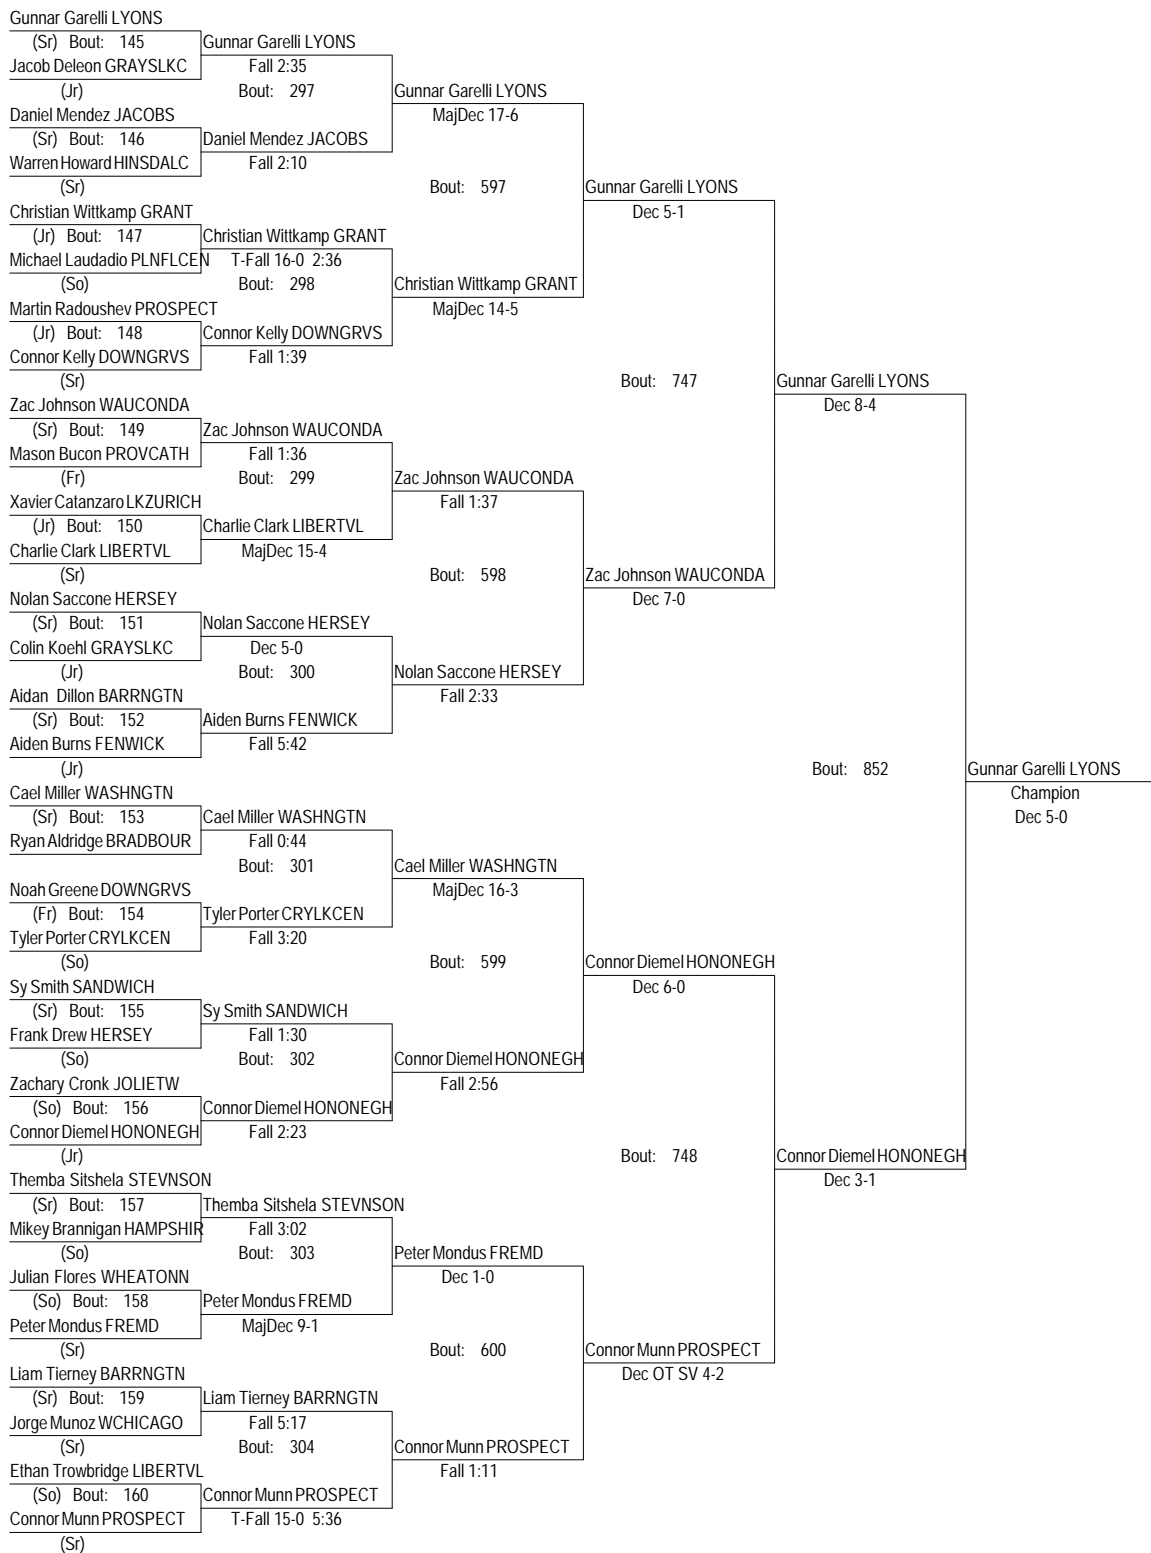 Gunnar Garelli LYONS
(Sr) Bout: 145
Gunnar Garelli LYONS
Jacob Deleon GRAYSLKC
Fall 2:35
(Jr)
Bout: 297
Gunnar Garelli LYONS
Daniel Mendez JACOBS
MajDec 17-6
(Sr) Bout: 146
Daniel Mendez JACOBS
Warren Howard HINSDALC
Fall 2:10
(Sr)
Bout: 597
Gunnar Garelli LYONS
Christian Wittkamp GRANT
Dec 5-1
(Jr) Bout: 147
Christian Wittkamp GRANT
Michael Laudadio PLNFLCEN
T-Fall 16-0 2:36
(So)
Bout: 298
Christian Wittkamp GRANT
Martin Radoushev PROSPECT
MajDec 14-5
(Jr) Bout: 148
Connor Kelly DOWNGRVS
Connor Kelly DOWNGRVS
Fall 1:39
(Sr)
Bout: 747
Gunnar Garelli LYONS
Zac Johnson WAUCONDA
Dec 8-4
(Sr) Bout: 149
Zac Johnson WAUCONDA
Mason Bucon PROVCATH
Fall 1:36
(Fr)
Bout: 299
Zac Johnson WAUCONDA
Xavier Catanzaro LKZURICH
Fall 1:37
(Jr) Bout: 150
Charlie Clark LIBERTVL
Charlie Clark LIBERTVL
MajDec 15-4
(Sr)
Bout: 598
Zac Johnson WAUCONDA
Nolan Saccone HERSEY
Dec 7-0
(Sr) Bout: 151
Nolan Saccone HERSEY
Colin Koehl GRAYSLKC
Dec 5-0
(Jr)
Bout: 300
Nolan Saccone HERSEY
Aidan Dillon BARRNGTN
Fall 2:33
(Sr) Bout: 152
Aiden Burns FENWICK
Aiden Burns FENWICK
Fall 5:42
(Jr)
Bout: 852
Gunnar Garelli LYONS
Cael Miller WASHNGTN
Champion
(Sr) Bout: 153
Cael Miller WASHNGTN
Dec 5-0
Ryan Aldridge BRADBOUR
Fall 0:44
Bout: 301
Cael Miller WASHNGTN
Noah Greene DOWNGRVS
MajDec 16-3
(Fr) Bout: 154
Tyler Porter CRYLKCEN
Tyler Porter CRYLKCEN
Fall 3:20
(So)
Bout: 599
Connor Diemel HONONEGH
Sy Smith SANDWICH
Dec 6-0
(Sr) Bout: 155
Sy Smith SANDWICH
Frank Drew HERSEY
Fall 1:30
(So)
Bout: 302
Connor Diemel HONONEGH
Zachary Cronk JOLIETW
Fall 2:56
(So) Bout: 156
Connor Diemel HONONEGH
Connor Diemel HONONEGH
Fall 2:23
(Jr)
Bout: 748
Connor Diemel HONONEGH
Themba Sitshela STEVNSON
Dec 3-1
(Sr) Bout: 157
Themba Sitshela STEVNSON
Mikey Brannigan HAMPSHIR
Fall 3:02
(So)
Bout: 303
Peter Mondus FREMD
Julian Flores WHEATONN
Dec 1-0
(So) Bout: 158
Peter Mondus FREMD
Peter Mondus FREMD
MajDec 9-1
(Sr)
Bout: 600
Connor Munn PROSPECT
Liam Tierney BARRNGTN
Dec OT SV 4-2
(Sr) Bout: 159
Liam Tierney BARRNGTN
Jorge Munoz WCHICAGO
Fall 5:17
(Sr)
Bout: 304
Connor Munn PROSPECT
Ethan Trowbridge LIBERTVL
Fall 1:11
(So) Bout: 160
Connor Munn PROSPECT
Connor Munn PROSPECT
T-Fall 15-0 5:36
(Sr)